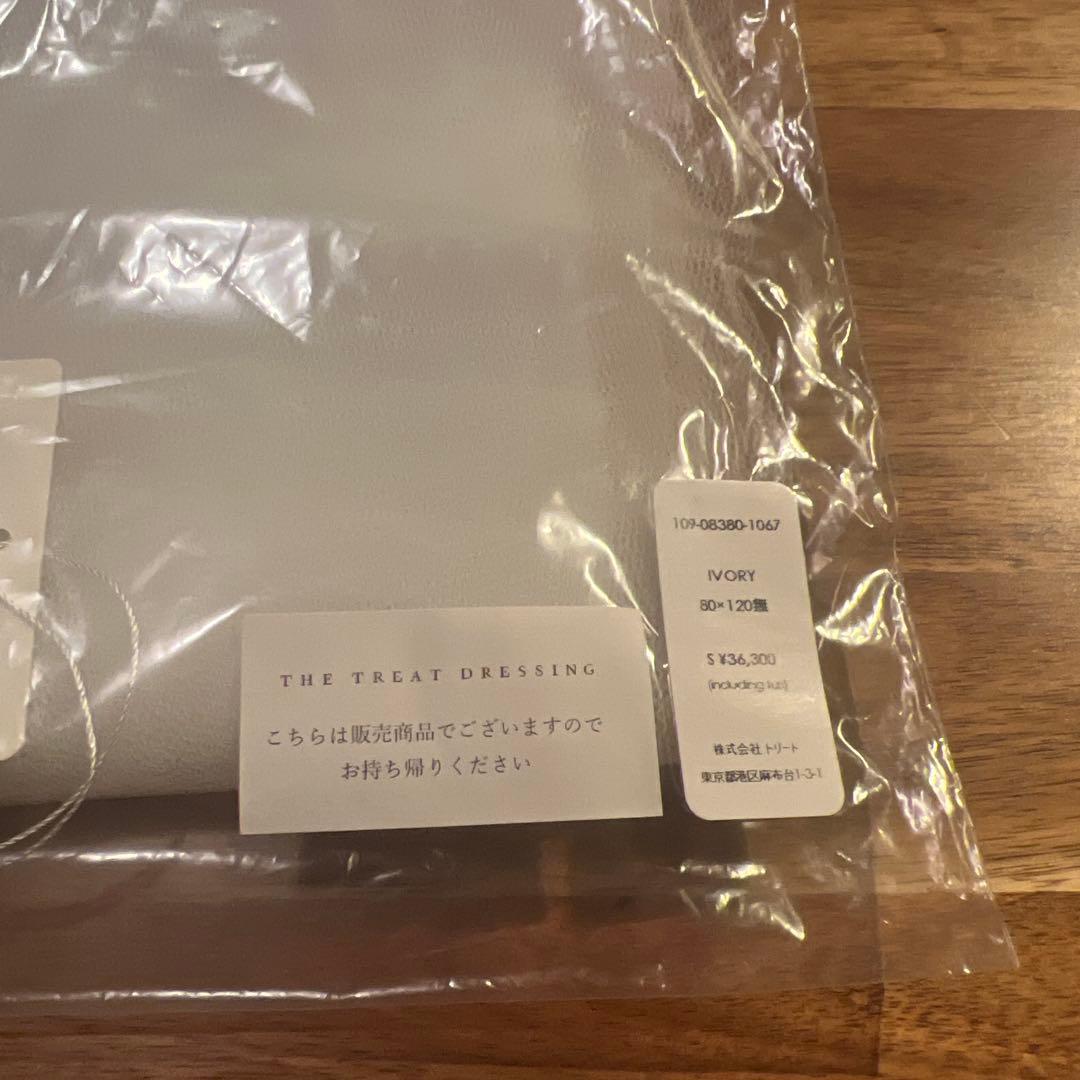 THE TREAT DRESSING
こちらは販売商品でございますので
お持ち帰りください
109-08380-1067
IVORY
80×120無
S ¥36,300
(including tax)
株式会社 トリート
東京都港区麻布台1-3-1